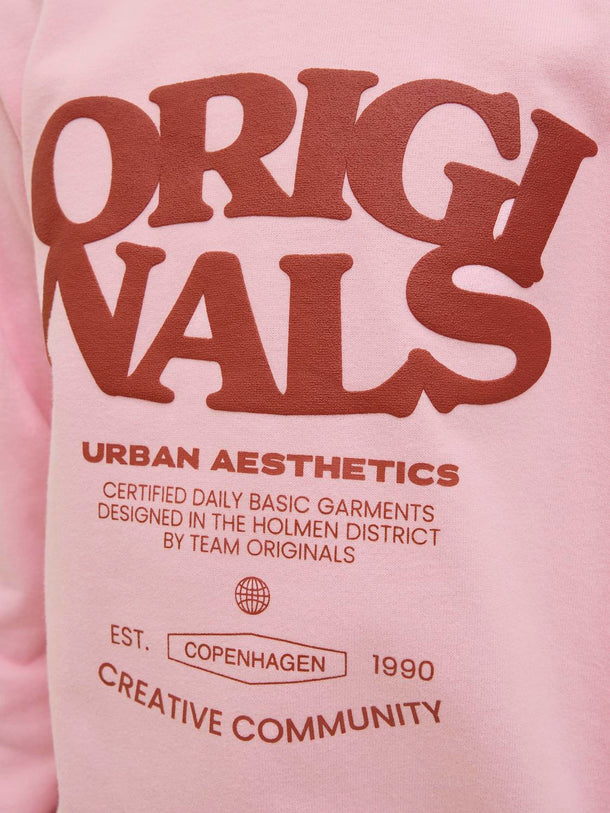 ORIGI
NALS
URBAN AESTHETICS
CERTIFIED DAILY BASIC GARMENTS
DESIGNED IN THE HOLMEN DISTRICT
BY TEAM ORIGINALS
EST. COPENHAGEN 1990
CREATIVE COMMUNITY